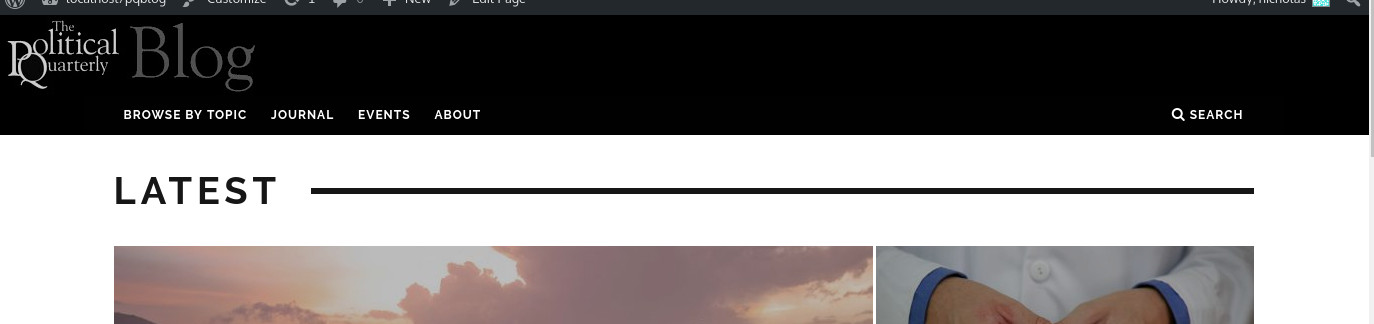 localhost/pqblog Customize 1 0 New Edit Page Howdy, nicholas
The
Political
Quarterly
Blog
BROWSE BY TOPIC JOURNAL EVENTS ABOUT SEARCH
LATEST